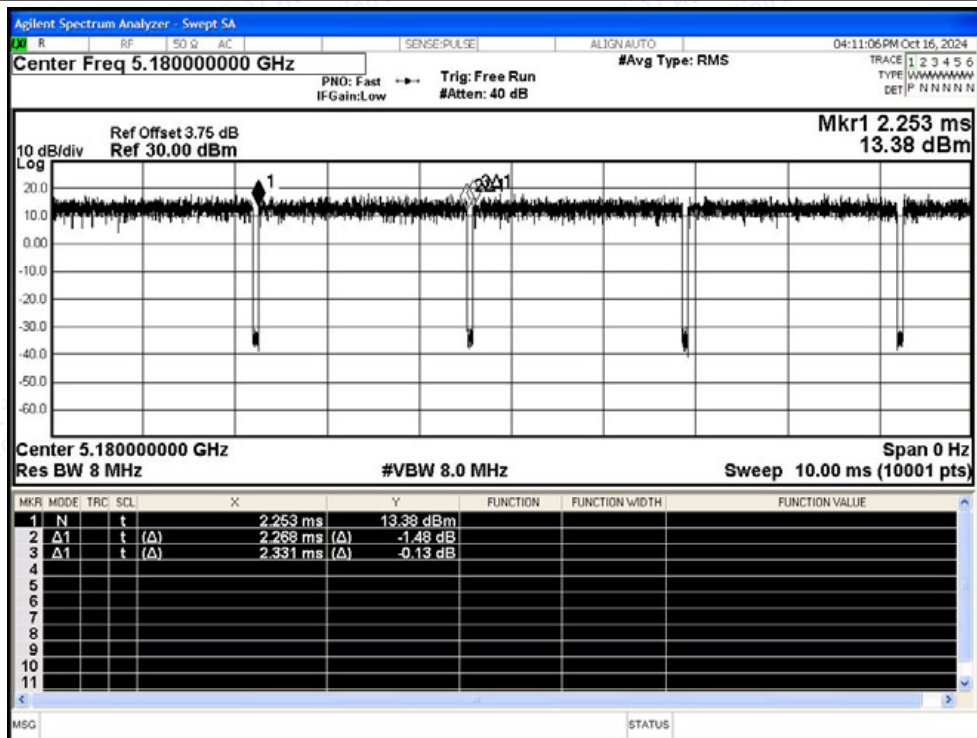 Agilent Spectrum Analyzer - Swept SA
LXI R RF 50 Ω AC SENSE:PULSE ALIGNAUTO 04:11:06PM Oct 16, 2024
Center Freq 5.180000000 GHz
PNO: Fast
IFGain:Low
Trig: Free Run
#Atten: 40 dB
#Avg Type: RMS
TRACE 1 2 3 4 5 6
TYPE WWWWWW
DET P N N N N N
Mkr1 2.253 ms
13.38 dBm
Ref Offset 3.75 dB
10 dB/div Ref 30.00 dBm
Log
1
3Δ1
20.0
10.0
0.00
-10.0
-20.0
-30.0
-40.0
-50.0
-60.0
Center 5.180000000 GHz Span 0 Hz
Res BW 8 MHz #VBW 8.0 MHz Sweep 10.00 ms (10001 pts)
MKR MODE TRC SCL X Y FUNCTION FUNCTION WIDTH FUNCTION VALUE
1 N t 2.253 ms 13.38 dBm
2 Δ1 t (Δ) 2.268 ms (Δ) -1.48 dB
3 Δ1 t (Δ) 2.331 ms (Δ) -0.13 dB
4
5
6
7
8
9
10
11
MSG STATUS